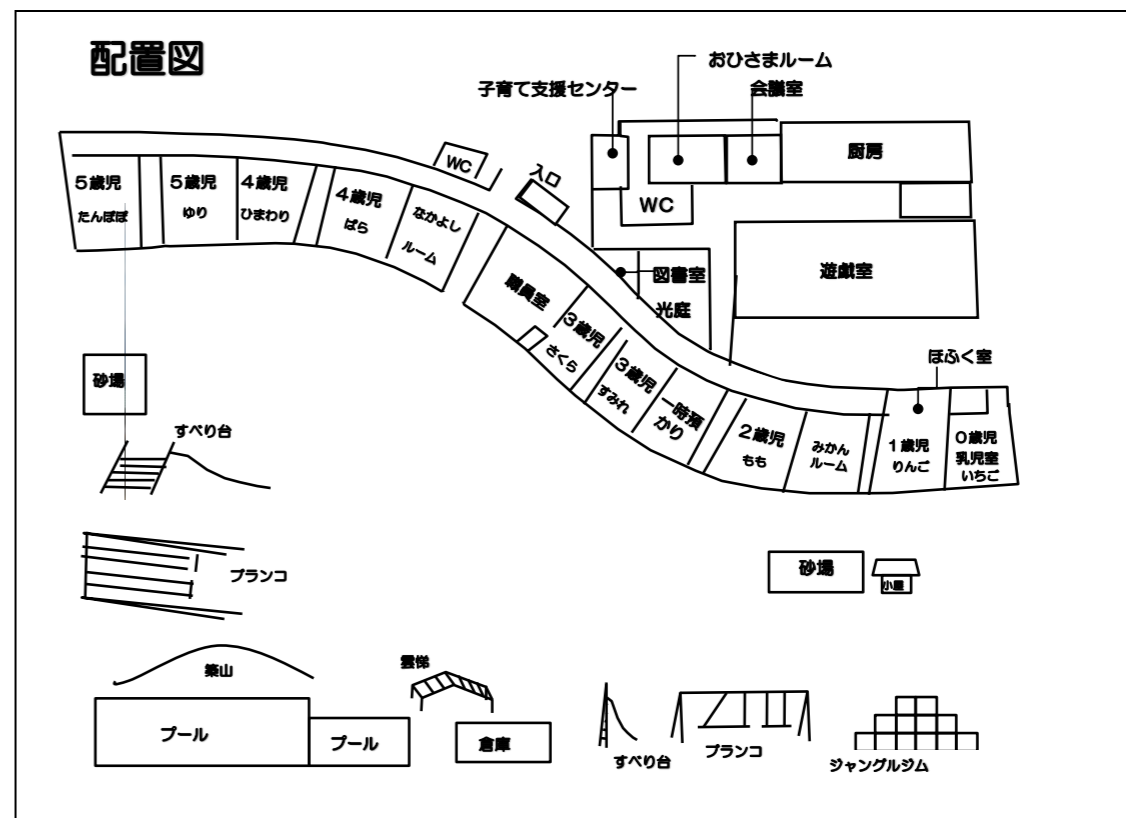 配置図
おひさまルーム
子育て支援センター
会議室
厨房
WC
入口
WC
5歳児
たんぽぽ
5歳児
ゆり
4歳児
ひまわり
4歳児
ばら
なかよし
ルーム
遊戯室
図書室
光庭
職員室
3歳児
さくら
3歳児
すみれ
一時預
かり
2歳児
もも
みかん
ルーム
ほふく室
1歳児
りんご
0歳児
乳児室
いちご
砂場
すべり台
ブランコ
砂場
小屋
築山
雲悌
プール
プール
倉庫
すべり台
ブランコ
ジャングルジム